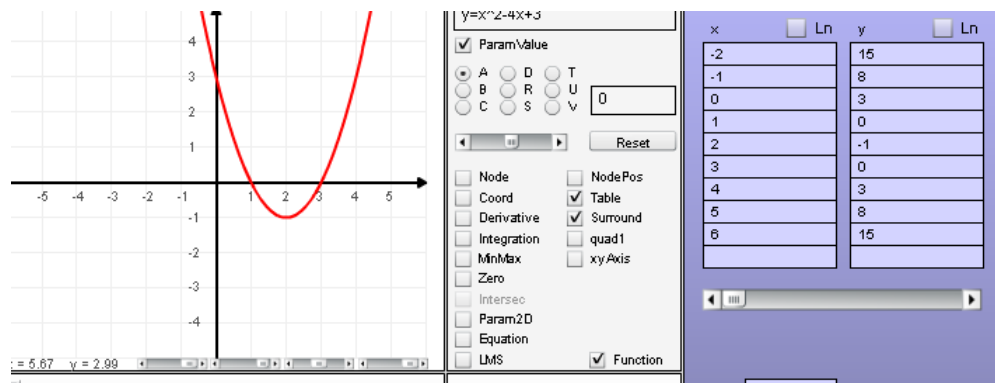 4
3
2
1
-5 -4 -3 -2 -1 1 2 3 4 5
-1
-2
-3
-4
= 5.67 y = 2.99
y=x^2-4x+3
ParamValue
A D T
B R U
C S V
0
Reset
Node NodePos
Coord Table
Derivative Surround
Integration quad1
MinMax xyAxis
Zero
Intersec
Param2D
Equation
LMS Function
x Ln y Ln
-2 15
-1 8
0 3
1 0
2 -1
3 0
4 3
5 8
6 15